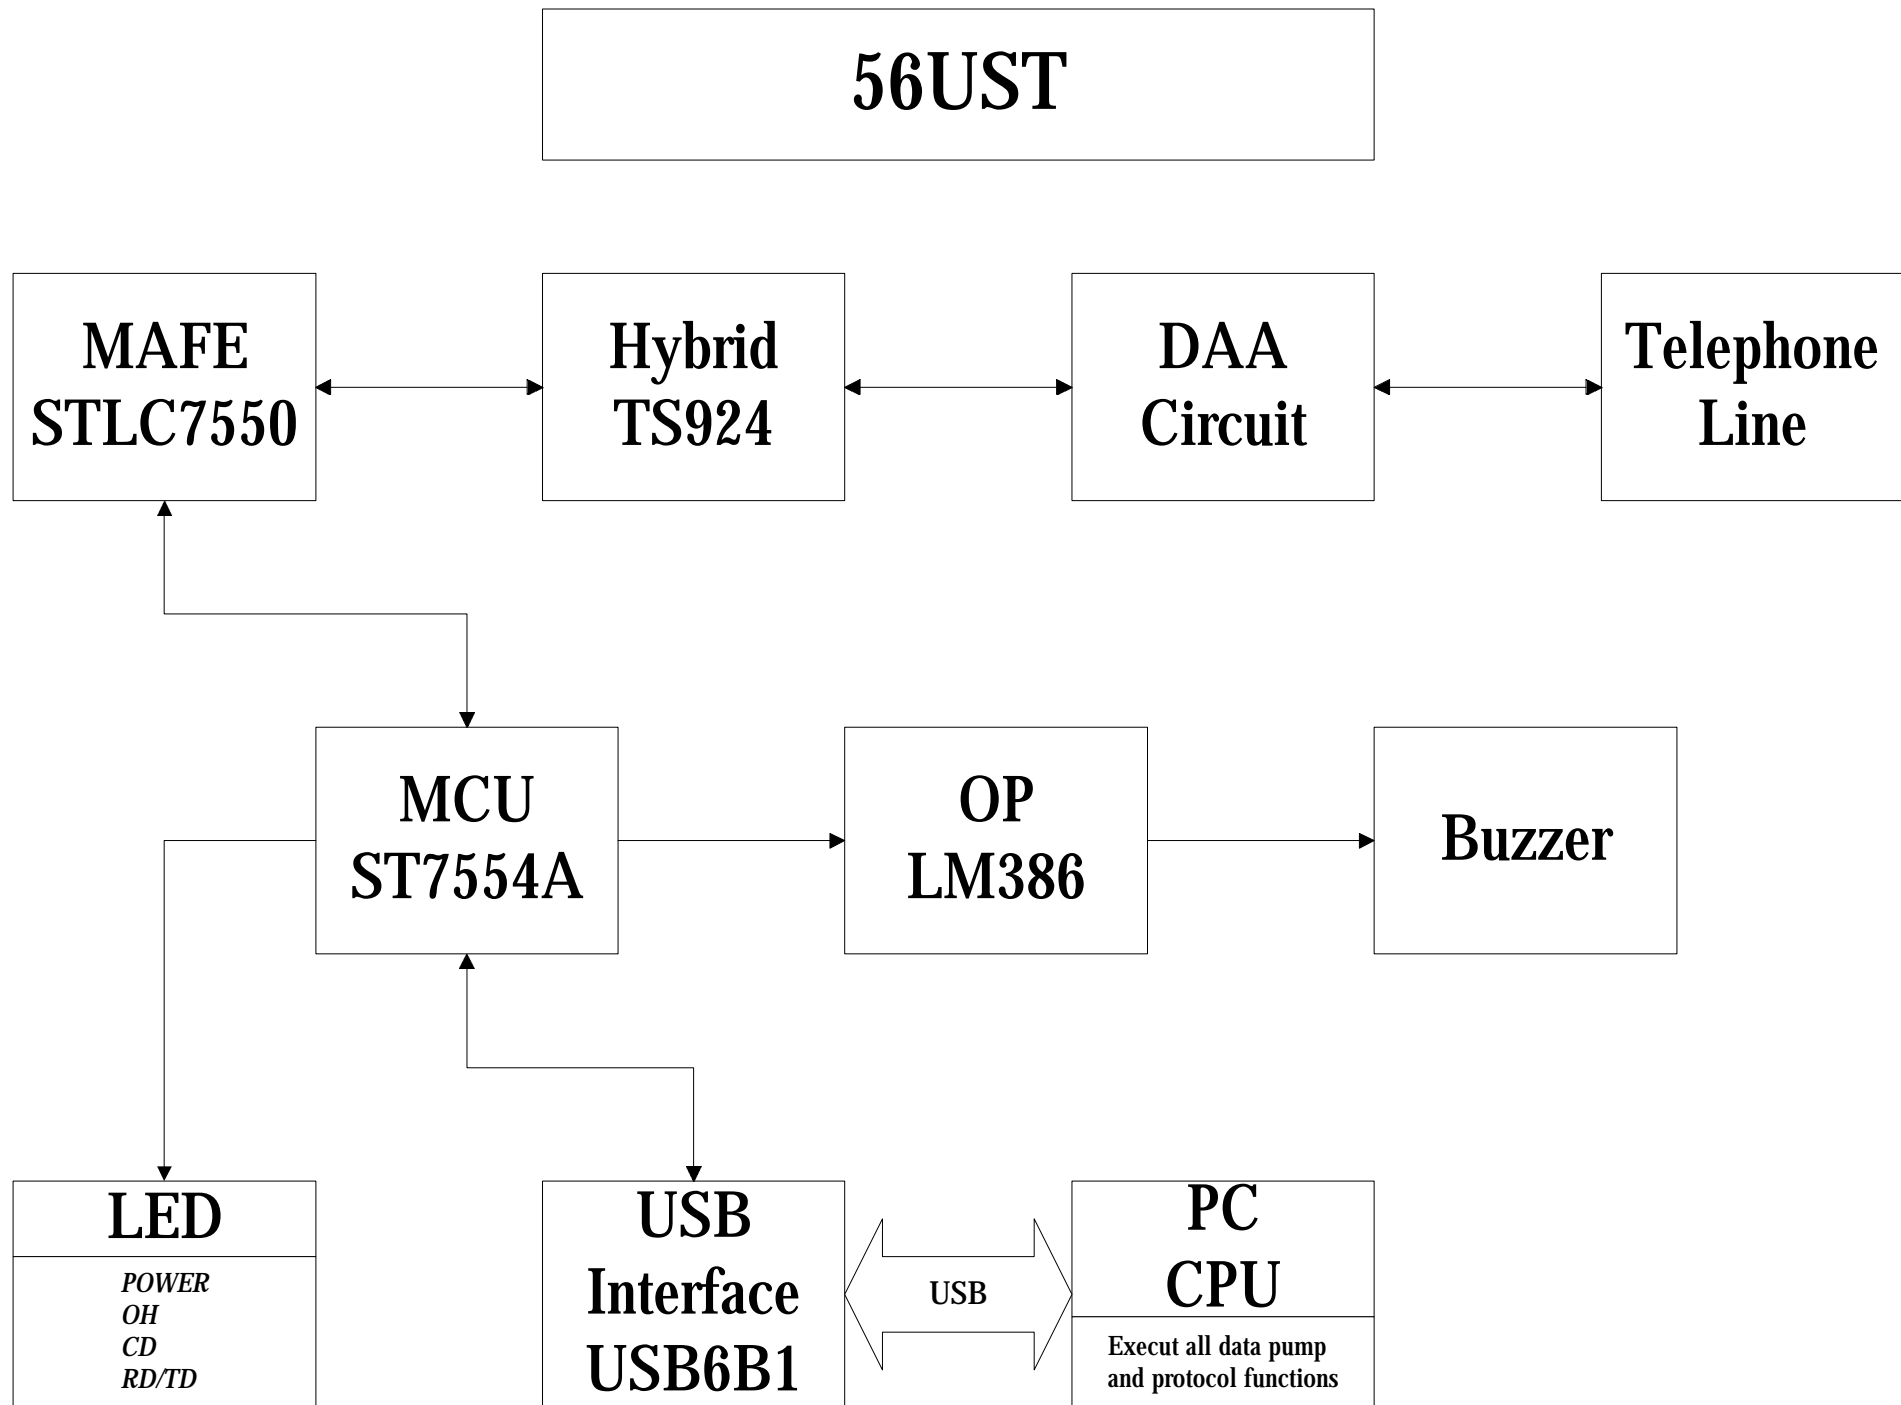 56UST
MAFE
STLC7550
Hybrid
TS924
DAA
Circuit
Telephone
Line
MCU
ST7554A
OP
LM386
Buzzer
LED
POWER
OH
CD
RD/TD
USB
Interface
USB6B1
USB
PC
CPU
Execut all data pump
and protocol functions